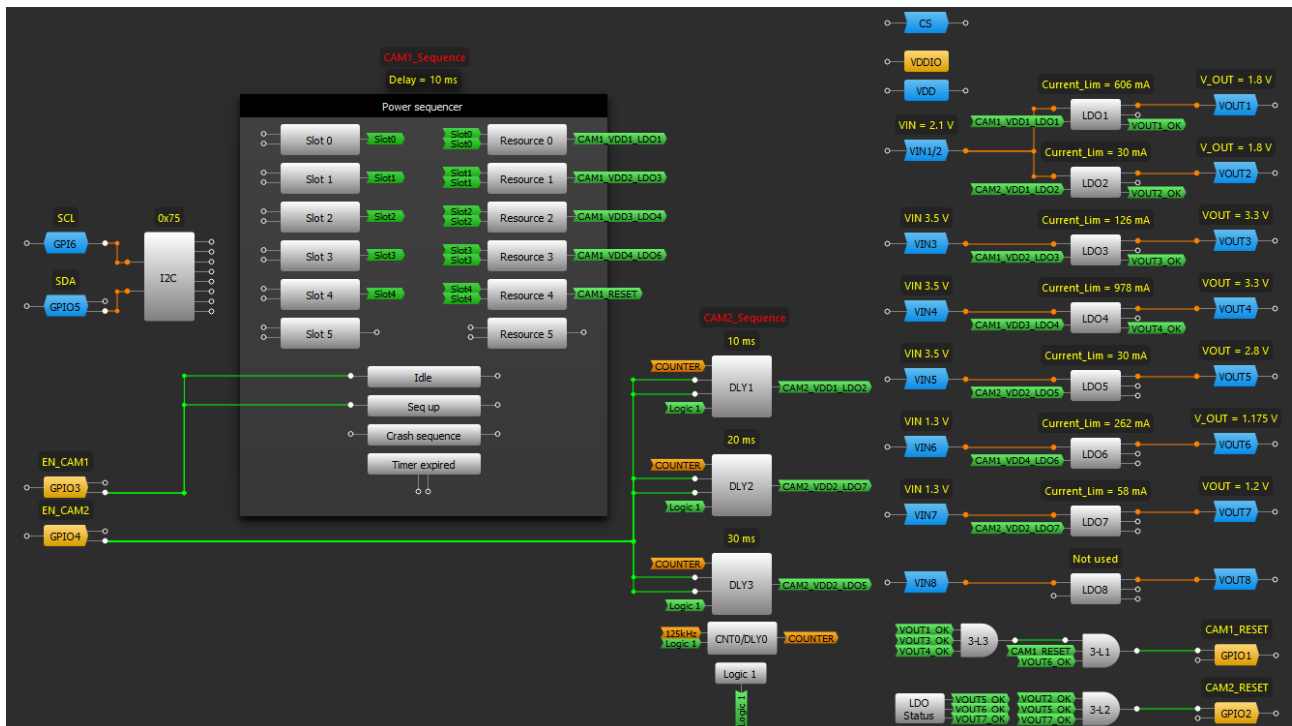 CAM1_Sequence
Delay = 10 ms
Power sequencer
Slot 0
Slot0
Slot0
Slot0
Resource 0
CAM1_VDD1_LDO1
Slot 1
Slot1
Slot1
Slot1
Resource 1
CAM1_VDD2_LDO3
Slot 2
Slot2
Slot2
Slot2
Resource 2
CAM1_VDD3_LDO4
Slot 3
Slot3
Slot3
Slot3
Resource 3
CAM1_VDD4_LDO6
Slot 4
Slot4
Slot4
Slot4
Resource 4
CAM1_RESET
Slot 5
Resource 5
Idle
Seq up
Crash sequence
Timer expired
SCL
GPI6
0x75
I2C
SDA
GPIO5
EN_CAM1
GPIO3
EN_CAM2
GPIO4
CAM2_Sequence
10 ms
COUNTER
DLY1
Logic 1
CAM2_VDD1_LDO2
20 ms
COUNTER
DLY2
Logic 1
CAM2_VDD2_LDO7
30 ms
COUNTER
DLY3
Logic 1
CAM2_VDD2_LDO5
125kHz
Logic 1
CNT0/DLY0
COUNTER
Logic 1
Logic 1
CS
VDDIO
VDD
VIN = 2.1 V
VIN1/2
Current_Lim = 606 mA
CAM1_VDD1_LDO1
LDO1
VOUT1_OK
V_OUT = 1.8 V
VOUT1
Current_Lim = 30 mA
CAM2_VDD1_LDO2
LDO2
VOUT2_OK
V_OUT = 1.8 V
VOUT2
VIN 3.5 V
VIN3
Current_Lim = 126 mA
CAM1_VDD2_LDO3
LDO3
VOUT3_OK
VOUT = 3.3 V
VOUT3
VIN 3.5 V
VIN4
Current_Lim = 978 mA
CAM1_VDD3_LDO4
LDO4
VOUT4_OK
VOUT = 3.3 V
VOUT4
VIN 3.5 V
VIN5
Current_Lim = 30 mA
CAM2_VDD2_LDO5
LDO5
VOUT = 2.8 V
VOUT5
VIN 1.3 V
VIN6
Current_Lim = 262 mA
CAM1_VDD4_LDO6
LDO6
V_OUT = 1.175 V
VOUT6
VIN 1.3 V
VIN7
Current_Lim = 58 mA
CAM2_VDD2_LDO7
LDO7
VOUT = 1.2 V
VOUT7
VIN8
Not used
LDO8
VOUT8
VOUT1_OK
VOUT3_OK
VOUT4_OK
3-L3
CAM1_RESET
VOUT6_OK
3-L1
CAM1_RESET
GPIO1
LDO
Status
VOUT5_OK
VOUT6_OK
VOUT7_OK
VOUT2_OK
VOUT5_OK
VOUT7_OK
3-L2
CAM2_RESET
GPIO2